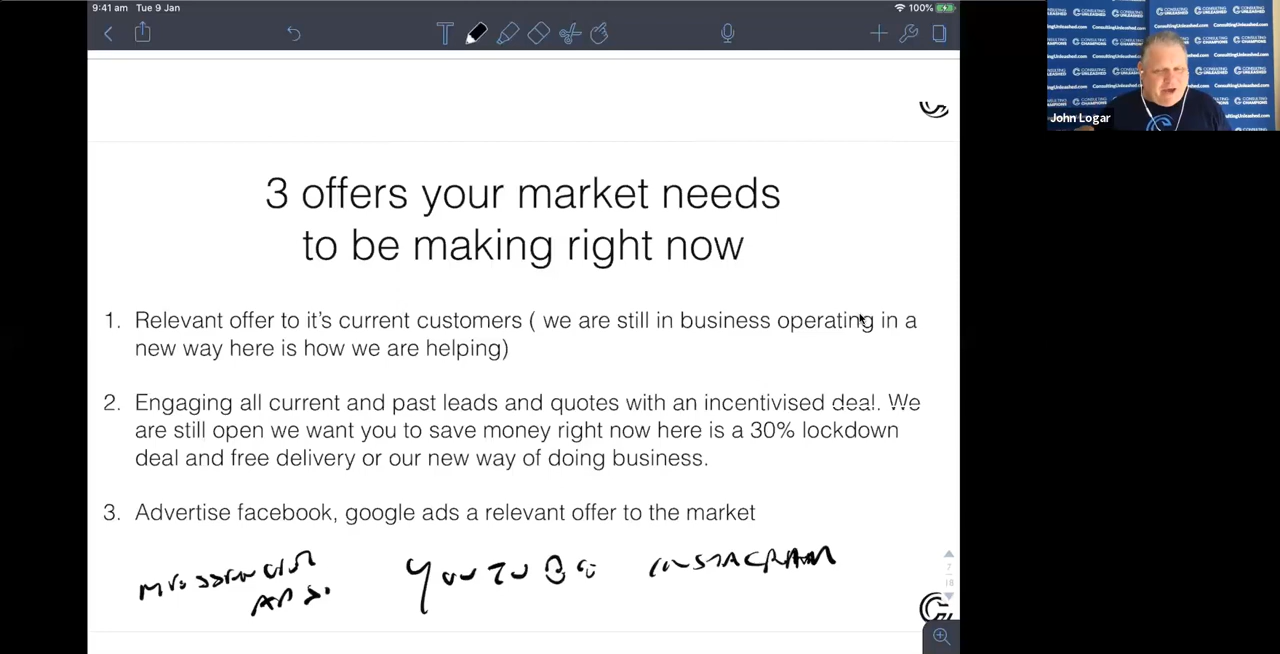 9:41 am Tue 9 Jan
100%
John Logar
3 offers your market needs
to be making right now
1. Relevant offer to it's current customers ( we are still in business operating in a
new way here is how we are helping)
2. Engaging all current and past leads and quotes with an incentivised deal. We
are still open we want you to save money right now here is a 30% lockdown
deal and free delivery or our new way of doing business.
3. Advertise facebook, google ads a relevant offer to the market
MESSENGER YOUTUBE INSTAGRAM
ADS.
7
18